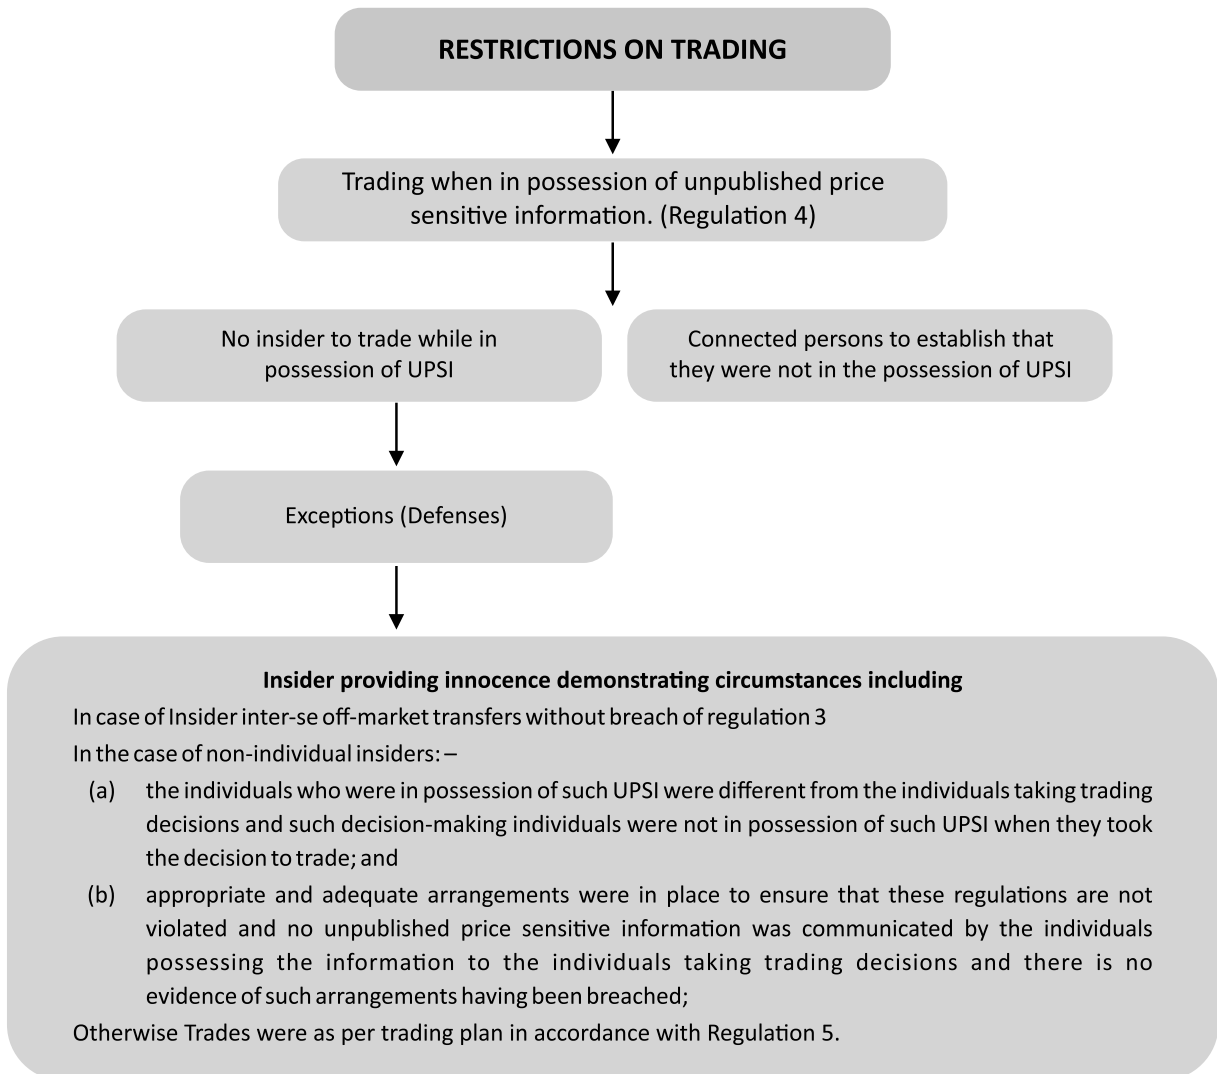 RESTRICTIONS ON TRADING
Trading when in possession of unpublished price
sensitive information. (Regulation 4)
No insider to trade while in
possession of UPSI
Connected persons to establish that
they were not in the possession of UPSI
Exceptions (Defenses)
Insider providing innocence demonstrating circumstances including
In case of Insider inter-se off-market transfers without breach of regulation 3
In the case of non-individual insiders: –
(a) the individuals who were in possession of such UPSI were different from the individuals taking trading
decisions and such decision-making individuals were not in possession of such UPSI when they took
the decision to trade; and
(b) appropriate and adequate arrangements were in place to ensure that these regulations are not
violated and no unpublished price sensitive information was communicated by the individuals
possessing the information to the individuals taking trading decisions and there is no
evidence of such arrangements having been breached;
Otherwise Trades were as per trading plan in accordance with Regulation 5.